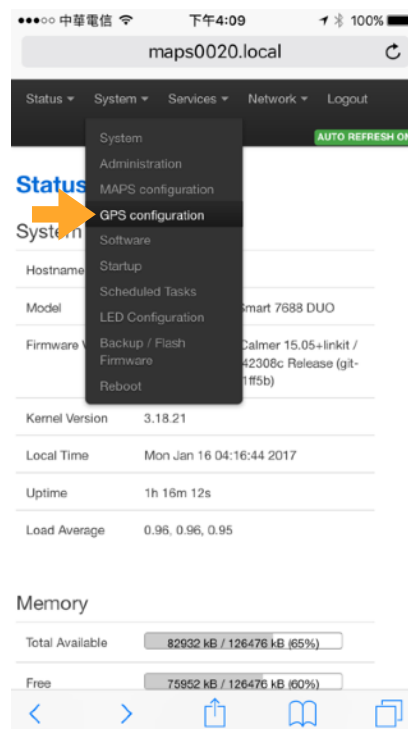 中華電信 下午4:09 100%
maps0020.local
Status System Services Network Logout
AUTO REFRESH ON
System
Administration
MAPS configuration
GPS configuration
Software
Startup
Scheduled Tasks
LED Configuration
Backup / Flash
Firmware
Reboot
Status
System
Hostname
Model Smart 7688 DUO
Firmware V Calmer 15.05+linkit /
42308c Release (git-
1ff5b)
Kernel Version 3.18.21
Local Time Mon Jan 16 04:16:44 2017
Uptime 1h 16m 12s
Load Average 0.96, 0.96, 0.95
Memory
Total Available 82932 kB / 126476 kB (65%)
Free 75952 kB / 126476 kB (60%)